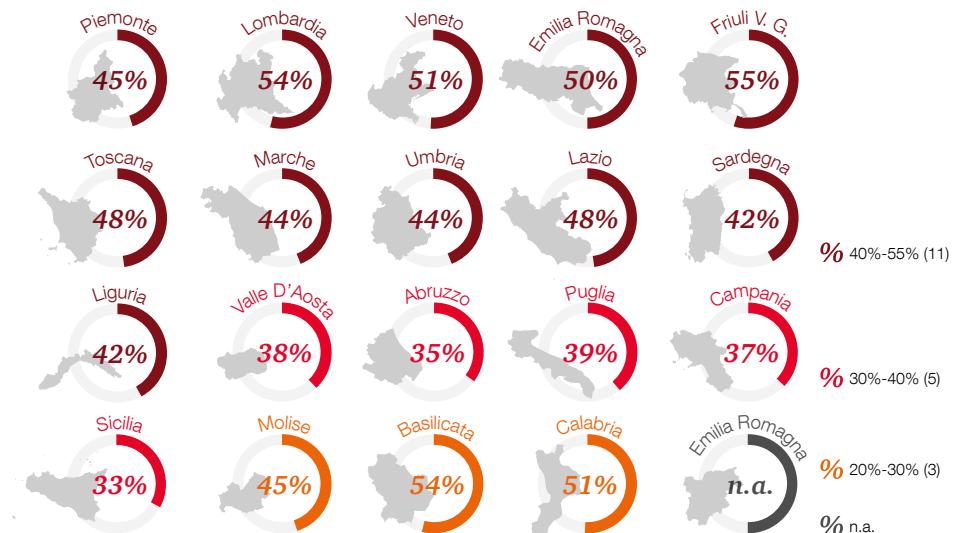 Piemonte
45%
Lombardia
54%
Veneto
51%
Emilia Romagna
50%
Friuli V. G.
55%
Toscana
48%
Marche
44%
Umbria
44%
Lazio
48%
Sardegna
42%
% 40%-55% (11)
Liguria
42%
Valle D'Aosta
38%
Abruzzo
35%
Puglia
39%
Campania
37%
% 30%-40% (5)
Sicilia
33%
Molise
45%
Basilicata
54%
Calabria
51%
Emilia Romagna
n.a.
% 20%-30% (3)
% n.a.